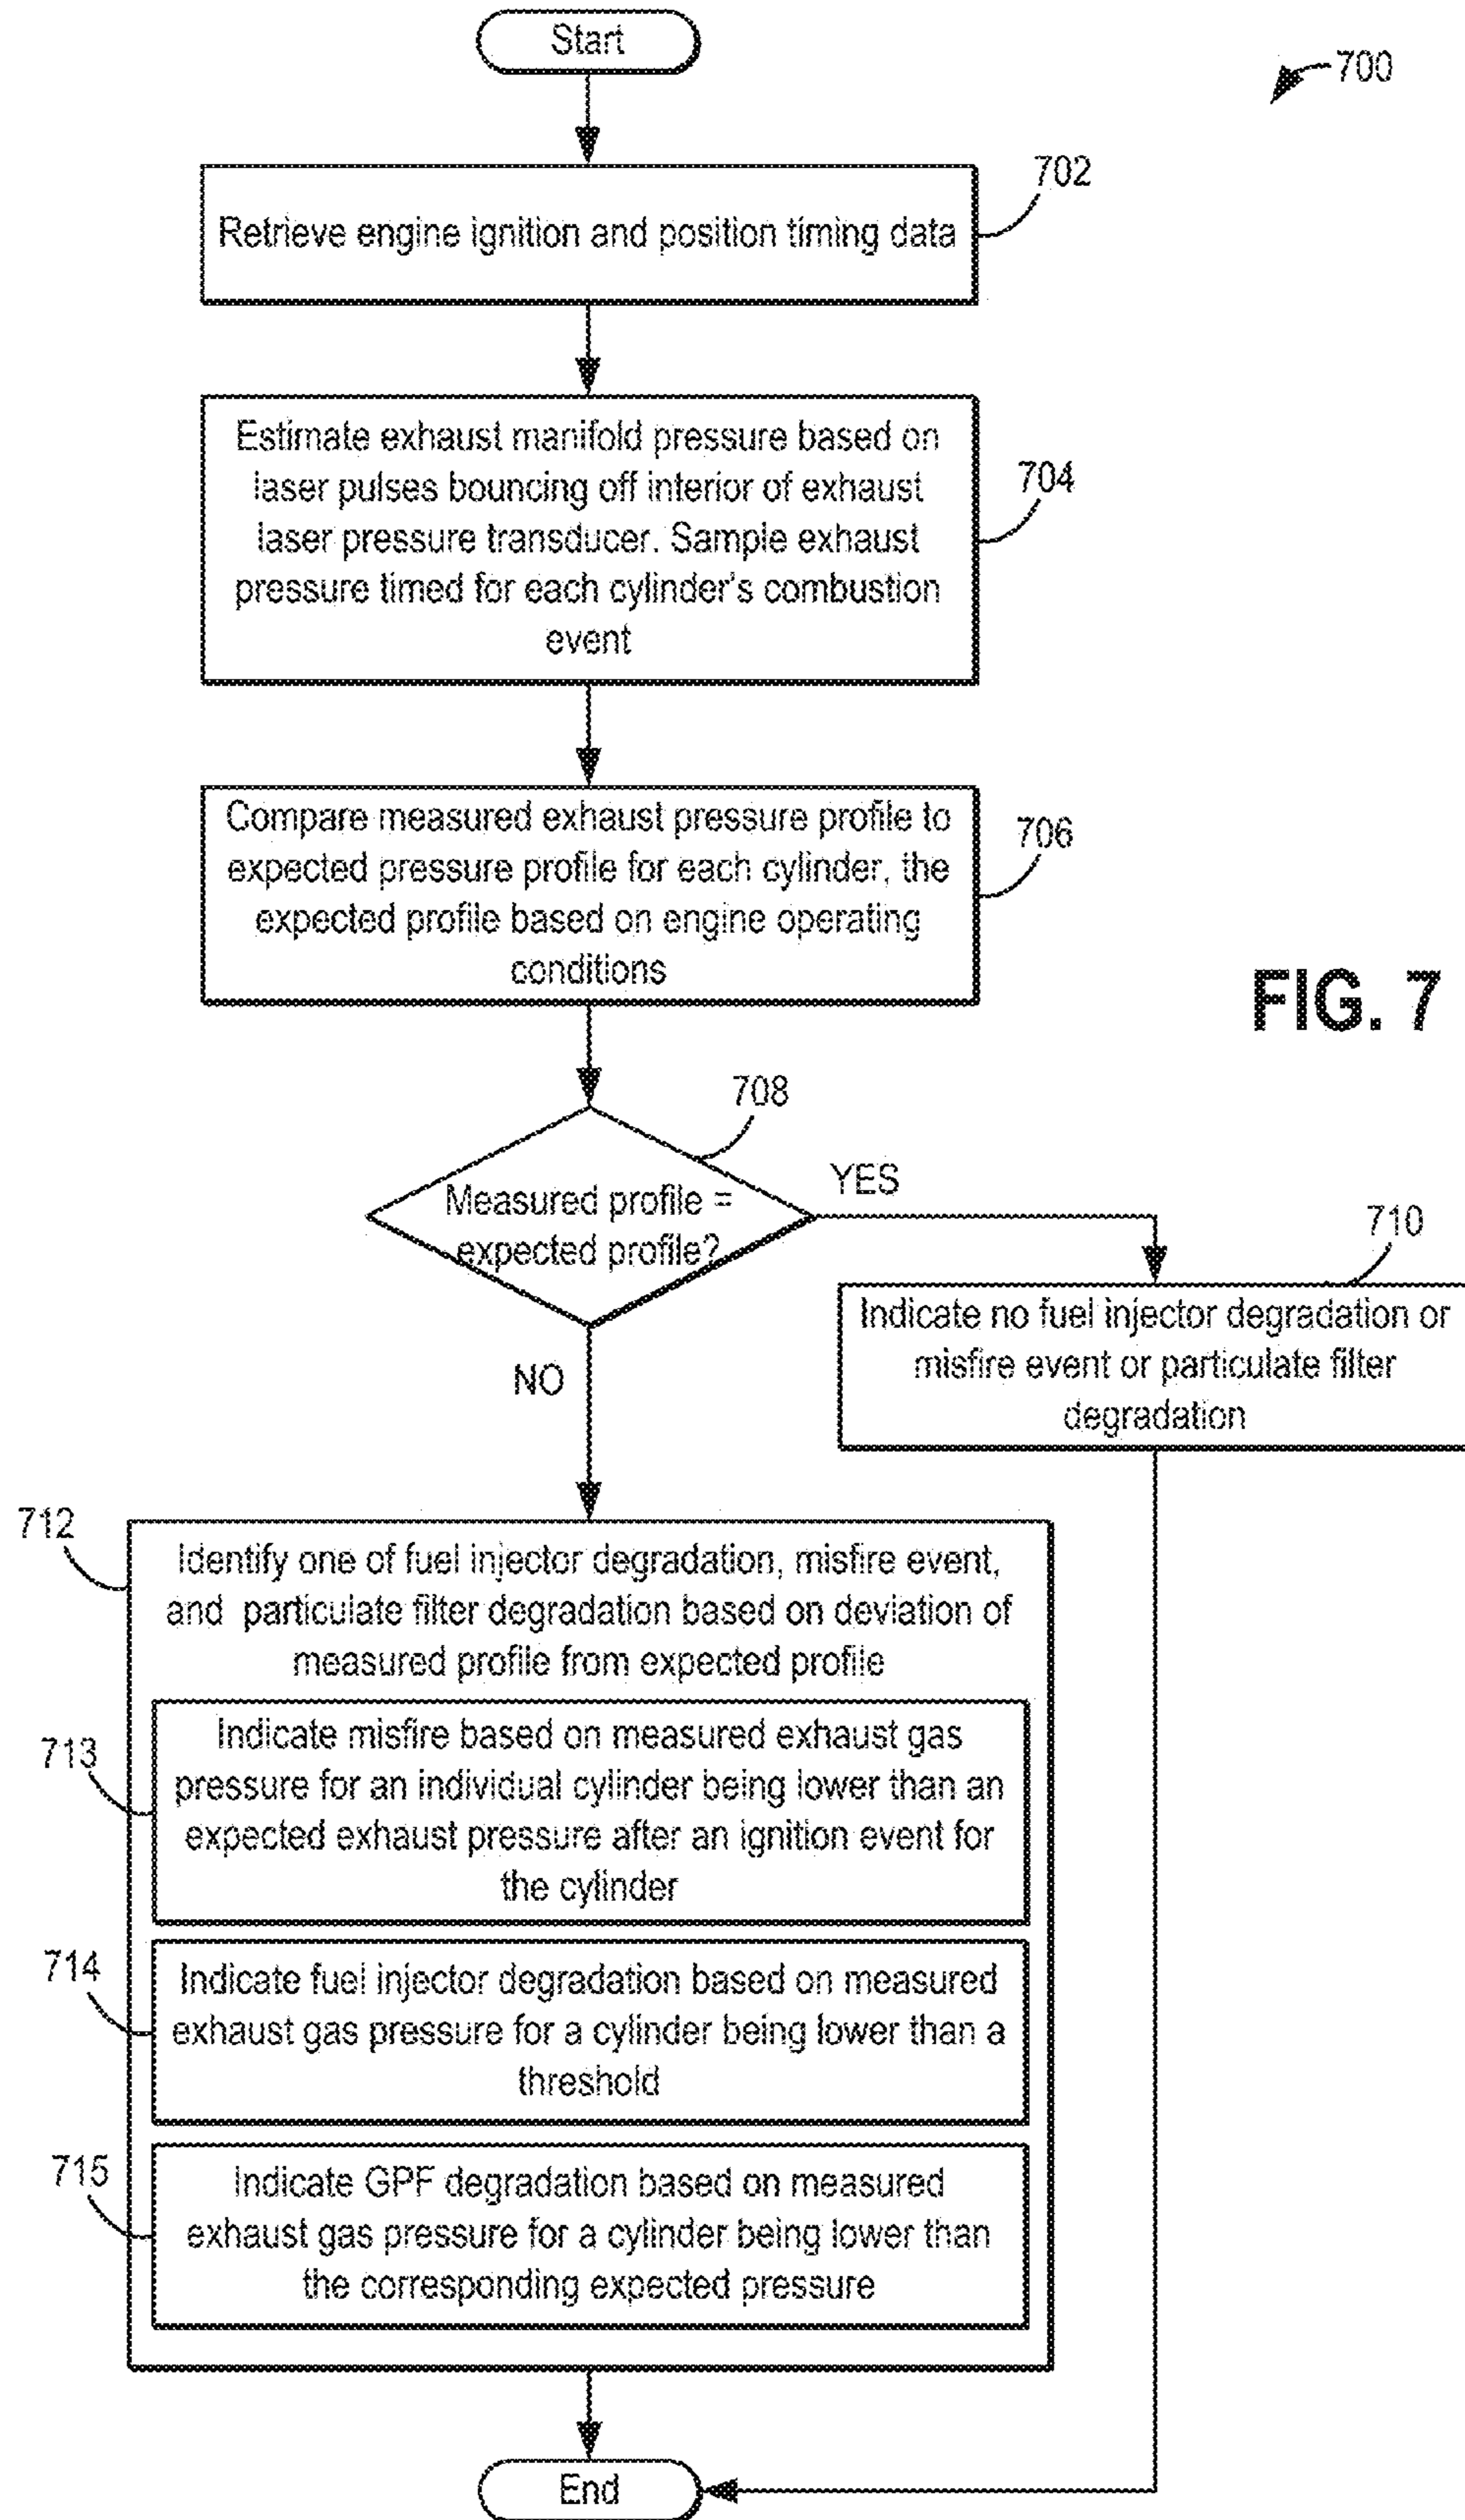 Start
700
702
Retrieve engine ignition and position timing data
Estimate exhaust manifold pressure based on
laser pulses bouncing off interior of exhaust
laser pressure transducer. Sample exhaust
pressure timed for each cylinder's combustion
event
704
Compare measured exhaust pressure profile to
expected pressure profile for each cylinder, the
expected profile based on engine operating
conditions
706
FIG. 7
708
Measured profile =
expected profile?
YES
NO
710
Indicate no fuel injector degradation or
misfire event or particulate filter
degradation
712
Identify one of fuel injector degradation, misfire event,
and particulate filter degradation based on deviation of
measured profile from expected profile
713
Indicate misfire based on measured exhaust gas
pressure for an individual cylinder being lower than an
expected exhaust pressure after an ignition event for
the cylinder
714
Indicate fuel injector degradation based on measured
exhaust gas pressure for a cylinder being lower than a
threshold
715
Indicate GPF degradation based on measured
exhaust gas pressure for a cylinder being lower than
the corresponding expected pressure
End